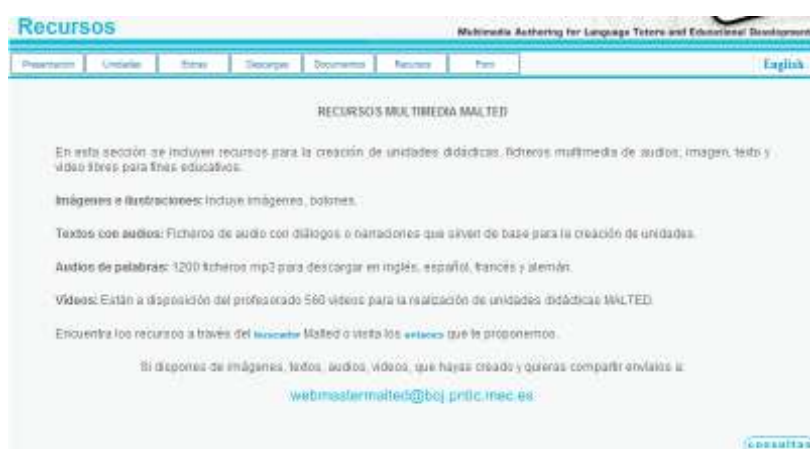 Recursos
Multimedia Authoring for Language Tutors and Educational Development
Presentación Unidades Extras Descargas Documentos Recursos Foro English
RECURSOS MULTIMEDIA MALTED
En esta sección se incluyen recursos para la creación de unidades didácticas, ficheros multimedia de audios, imagen, texto y
video libres para fines educativos.
Imágenes e ilustraciones: Incluye imágenes, botones.
Textos con audios: Ficheros de audio con diálogos o narraciones que sirven de base para la creación de unidades.
Audios de palabras: 1200 ficheros mp3 para descargar en inglés, español, francés y alemán.
Vídeos: Están a disposición del profesorado 560 videos para la realización de unidades didácticas MALTED.
Encuentra los recursos a través del buscador Malted o visita los enlaces que te proponemos.
Si dispones de imágenes, textos, audios, videos, que hayas creado y quieras compartir envíalos a:
webmastermalted@boj.pntic.mec.es
consultas